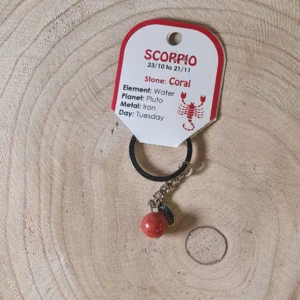 SCORPIO
23/10 to 21/11
Stone: Coral
Element: Water
Planet: Pluto
Metal: Iron
Day: Tuesday